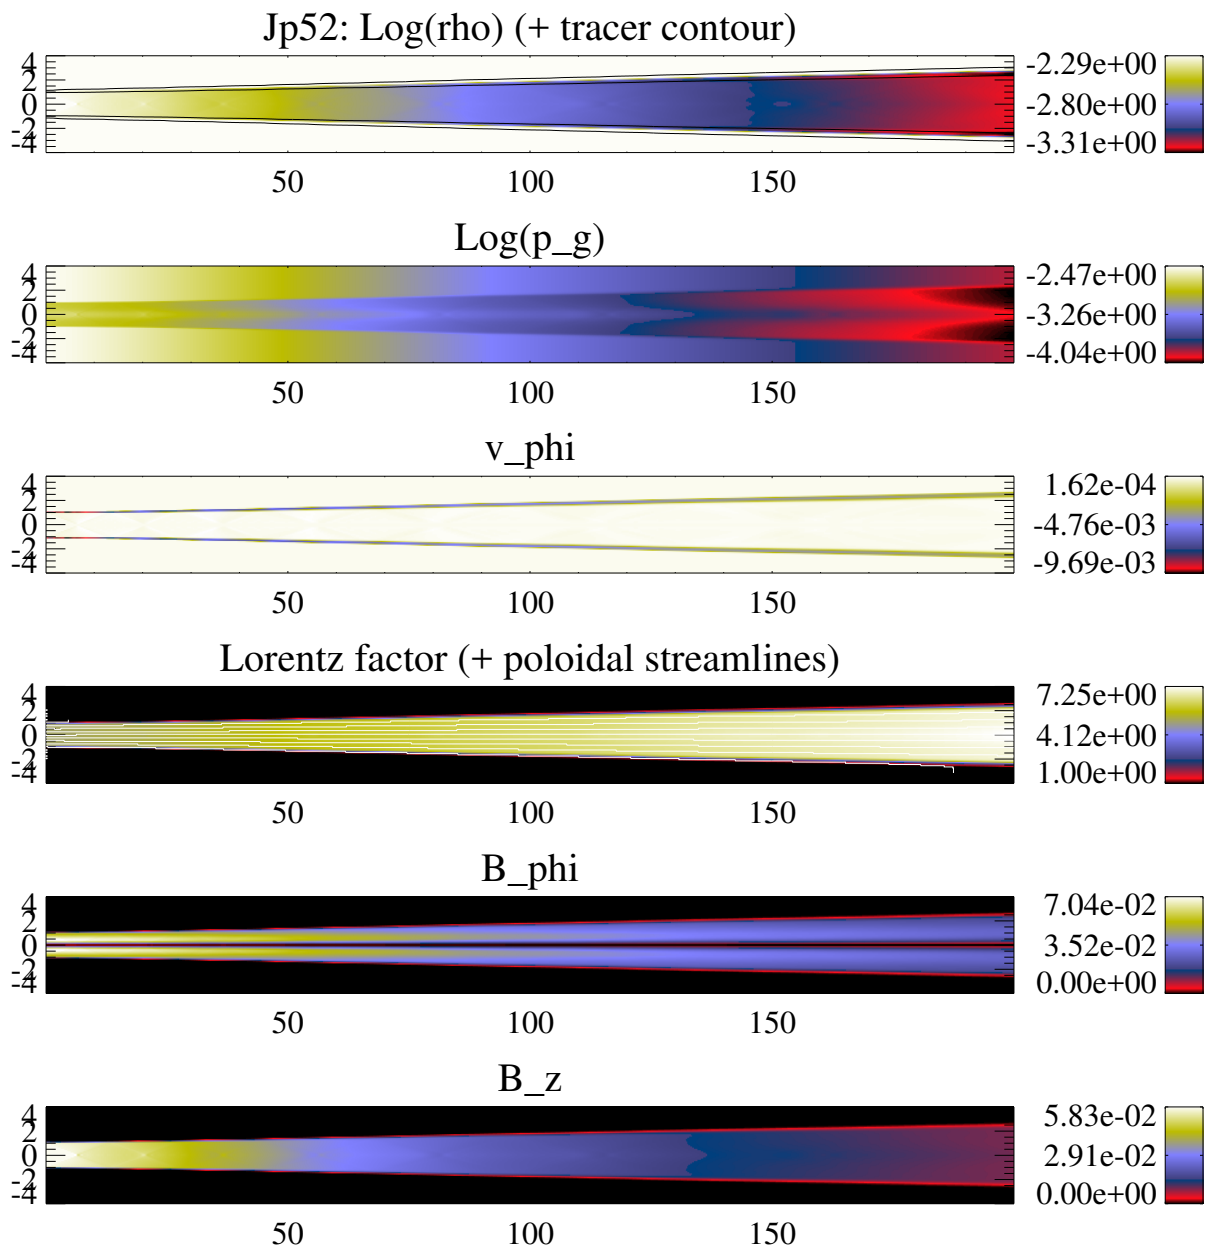 Jp52: Log(rho) (+ tracer contour)
4
2
0
-2
-4
50 100 150
-2.29e+00
-2.80e+00
-3.31e+00
Log(p_g)
4
2
0
-2
-4
50 100 150
-2.47e+00
-3.26e+00
-4.04e+00
v_phi
4
2
0
-2
-4
50 100 150
1.62e-04
-4.76e-03
-9.69e-03
Lorentz factor (+ poloidal streamlines)
4
2
0
-2
-4
50 100 150
7.25e+00
4.12e+00
1.00e+00
B_phi
4
2
0
-2
-4
50 100 150
7.04e-02
3.52e-02
0.00e+00
B_z
4
2
0
-2
-4
50 100 150
5.83e-02
2.91e-02
0.00e+00